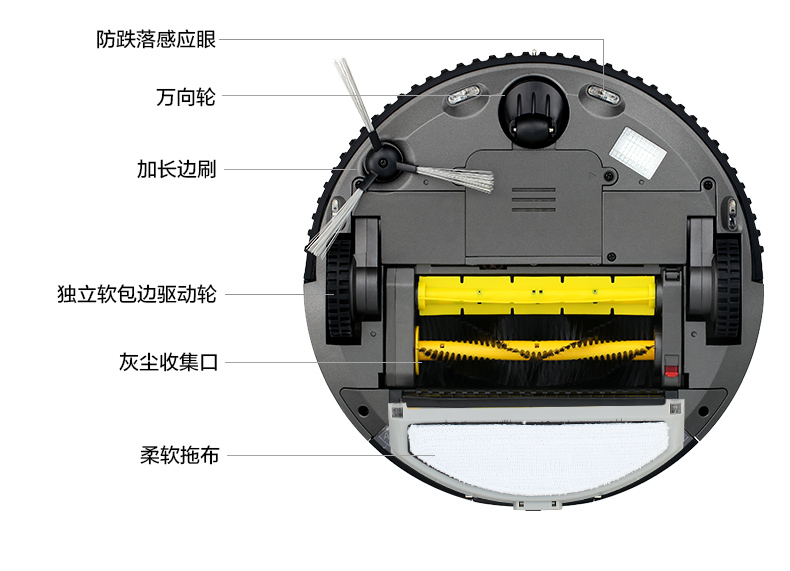 防跌落感应眼
万向轮
加长边刷
独立软包边驱动轮
灰尘收集口
柔软拖布